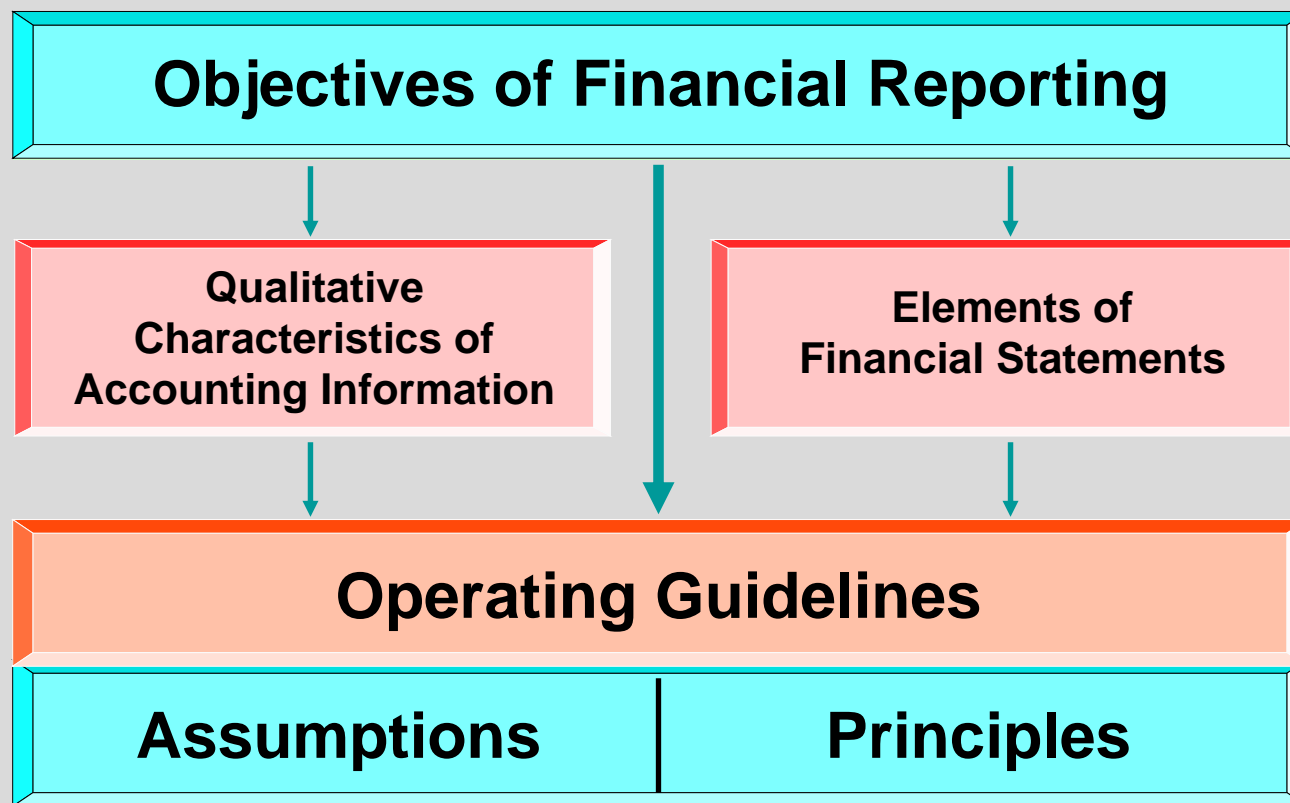 Objectives of Financial Reporting
Qualitative
Characteristics of
Accounting Information
Elements of
Financial Statements
Operating Guidelines
Assumptions
Principles